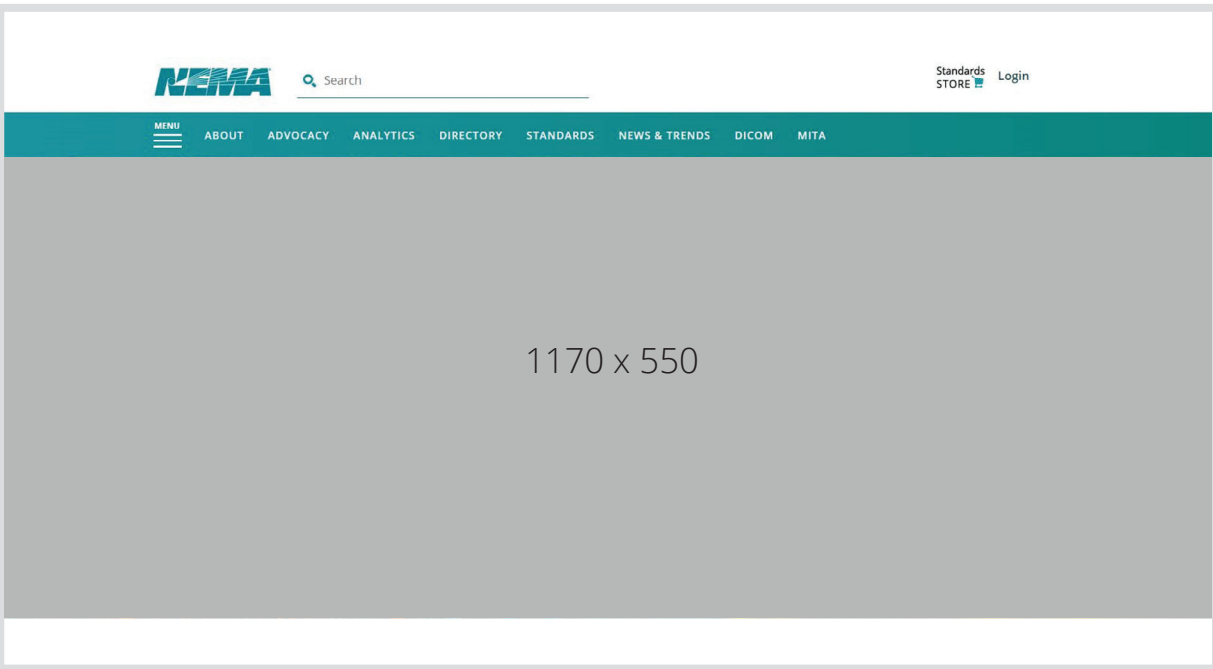 NEMA
Search
Standards
STORE
Login
MENU
ABOUT ADVOCACY ANALYTICS DIRECTORY STANDARDS NEWS & TRENDS DICOM MITA
1170 x 550